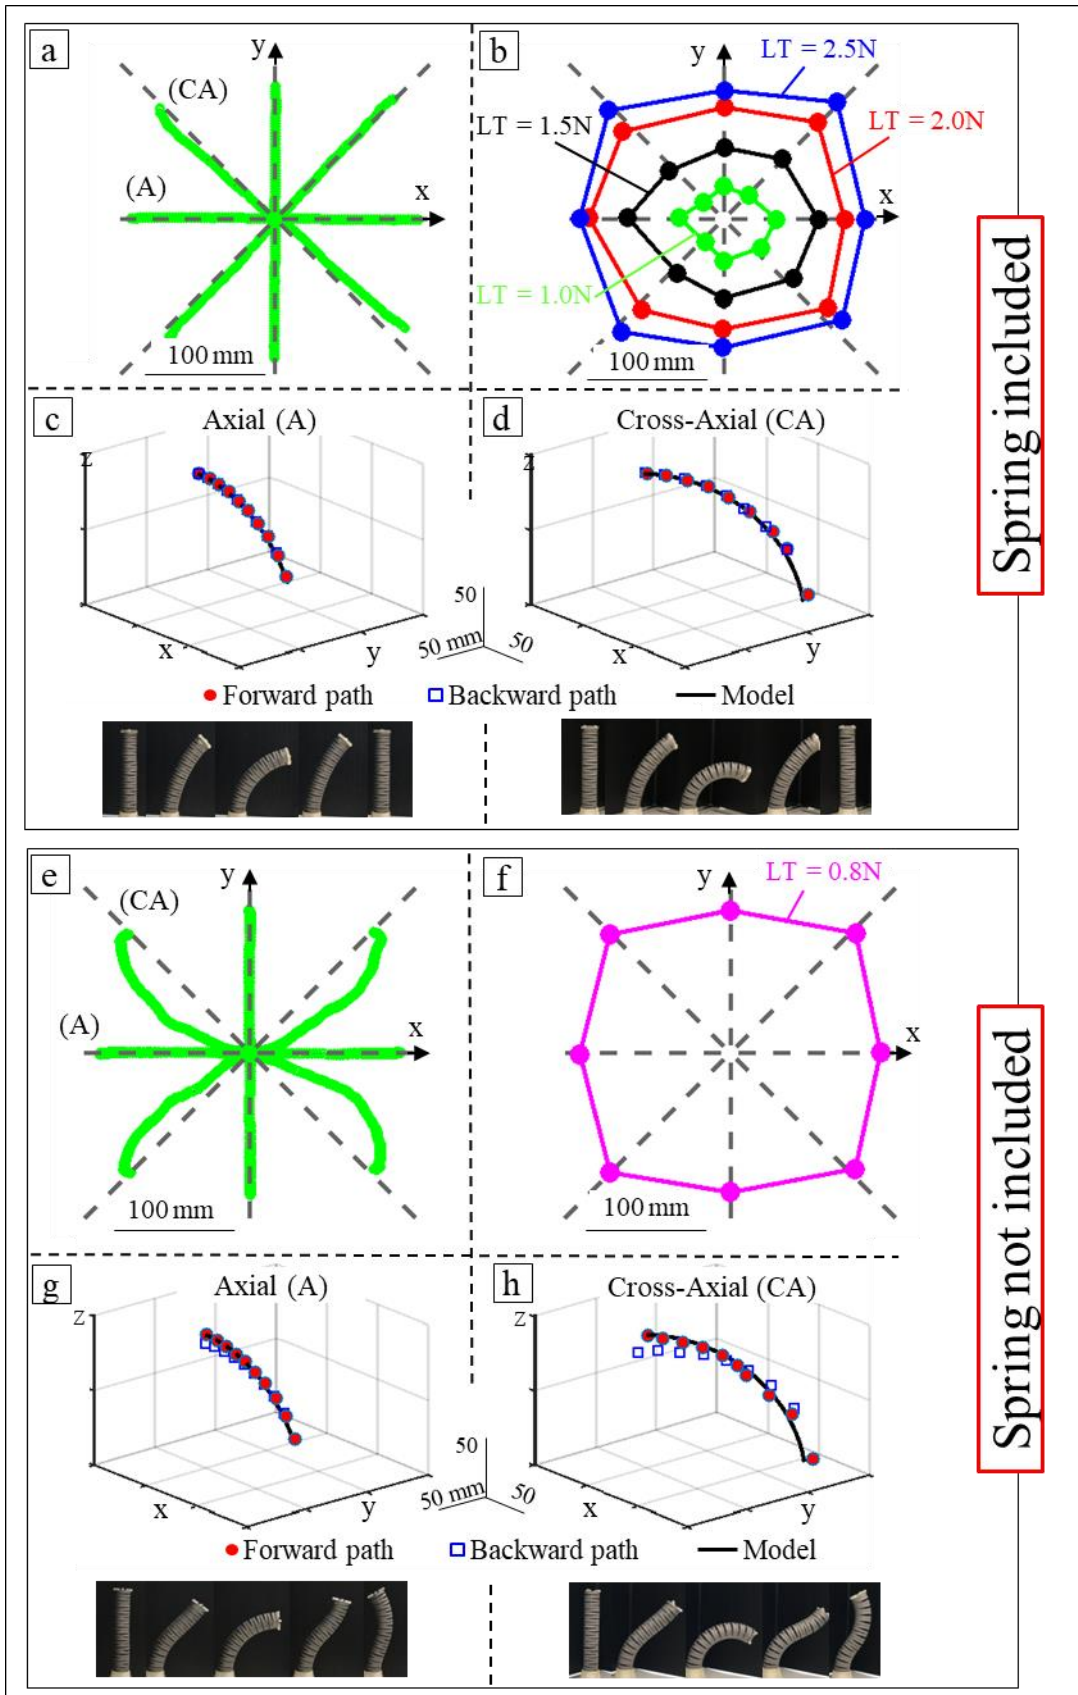 a
y
(CA)
(A)
x
100 mm
b
y
LT = 2.5N
LT = 1.5N
LT = 2.0N
x
LT = 1.0N
100 mm
Spring included
c
Axial (A)
z
x
y
d
Cross-Axial (CA)
z
x
y
50
50 mm
50
Forward path
Backward path
Model
e
y
(CA)
(A)
x
100 mm
f
y
LT = 0.8N
x
100 mm
Spring not included
g
Axial (A)
z
x
y
h
Cross-Axial (CA)
z
x
y
50
50 mm
50
Forward path
Backward path
Model